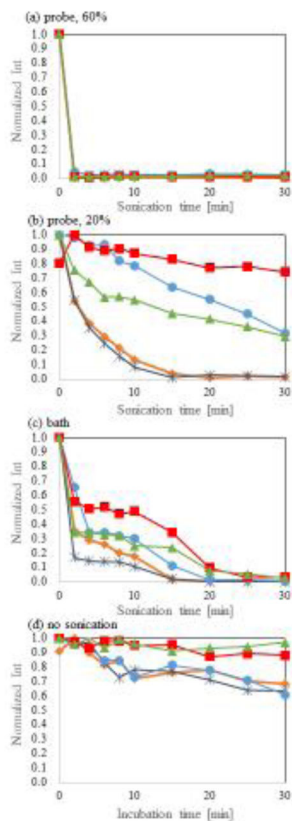 (a) probe, 60%
Normalized Int
1.0
0.9
0.8
0.7
0.6
0.5
0.4
0.3
0.2
0.1
0.0
0 10 20 30
Sonication time [min]
(b) probe, 20%
Normalized Int
1.0
0.9
0.8
0.7
0.6
0.5
0.4
0.3
0.2
0.1
0.0
0 10 20 30
Sonication time [min]
(c) bath
Normalized Int
1.0
0.9
0.8
0.7
0.6
0.5
0.4
0.3
0.2
0.1
0.0
0 10 20 30
Sonication time [min]
(d) no sonication
Normalized Int
1.0
0.9
0.8
0.7
0.6
0.5
0.4
0.3
0.2
0.1
0.0
0 10 20 30
Incubation time [min]